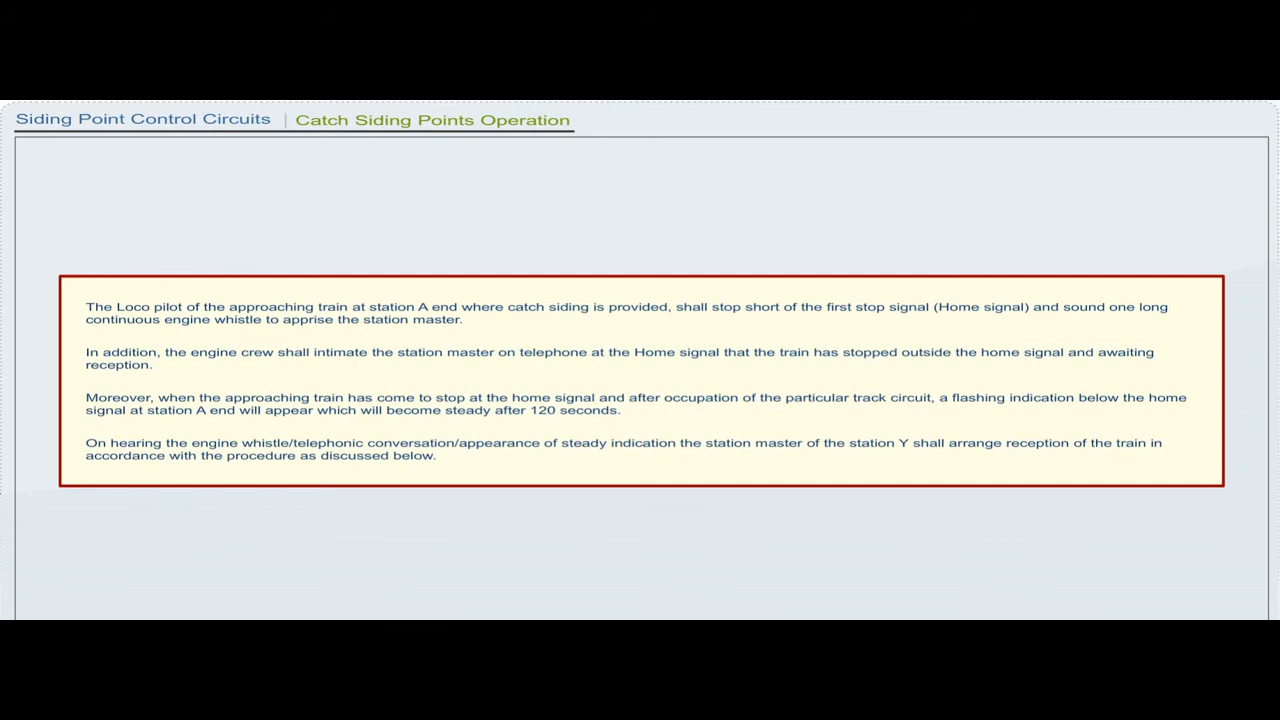 Siding Point Control Circuits | Catch Siding Points Operation
The Loco pilot of the approaching train at station A end where catch siding is provided, shall stop short of the first stop signal (Home signal) and sound one long
continuous engine whistle to apprise the station master.
In addition, the engine crew shall intimate the station master on telephone at the Home signal that the train has stopped outside the home signal and awaiting
reception.
Moreover, when the approaching train has come to stop at the home signal and after occupation of the particular track circuit, a flashing indication below the home
signal at station A end will appear which will become steady after 120 seconds.
On hearing the engine whistle/telephonic conversation/appearance of steady indication the station master of the station Y shall arrange reception of the train in
accordance with the procedure as discussed below.